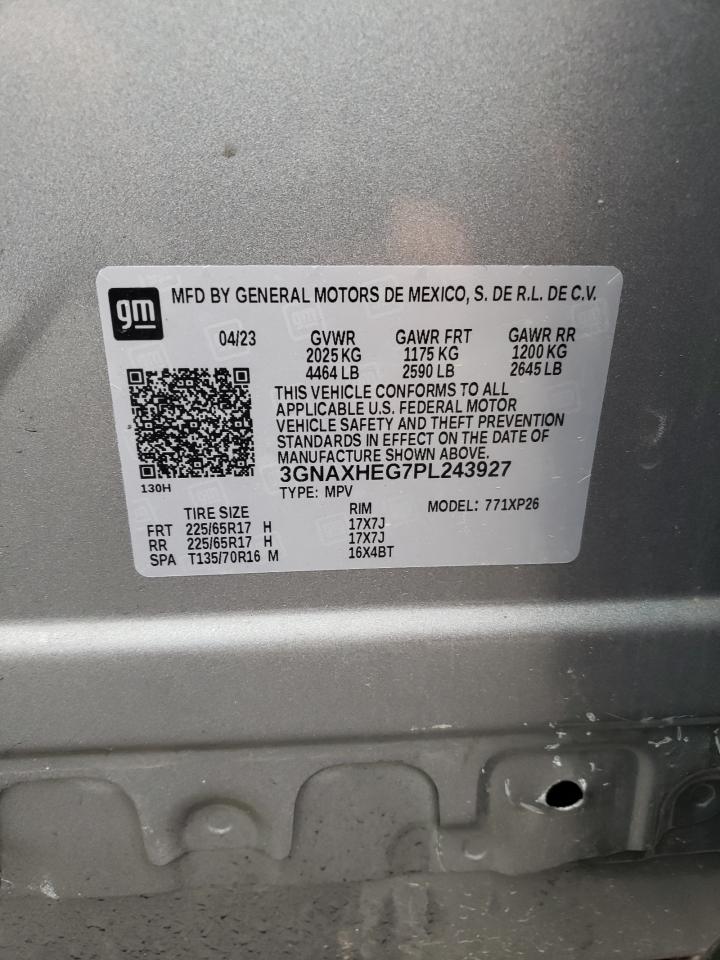 gm MFD BY GENERAL MOTORS DE MEXICO, S. DE R.L. DE C.V.
04/23 GVWR GAWR FRT GAWR RR
2025 KG 1175 KG 1200 KG
4464 LB 2590 LB 2645 LB
THIS VEHICLE CONFORMS TO ALL
APPLICABLE U.S. FEDERAL MOTOR
VEHICLE SAFETY AND THEFT PREVENTION
STANDARDS IN EFFECT ON THE DATE OF
MANUFACTURE SHOWN ABOVE.
3GNAXHEG7PL243927
130H TYPE: MPV
TIRE SIZE RIM MODEL: 771XP26
FRT 225/65R17 H 17X7J
RR 225/65R17 H 17X7J
SPA T135/70R16 M 16X4BT